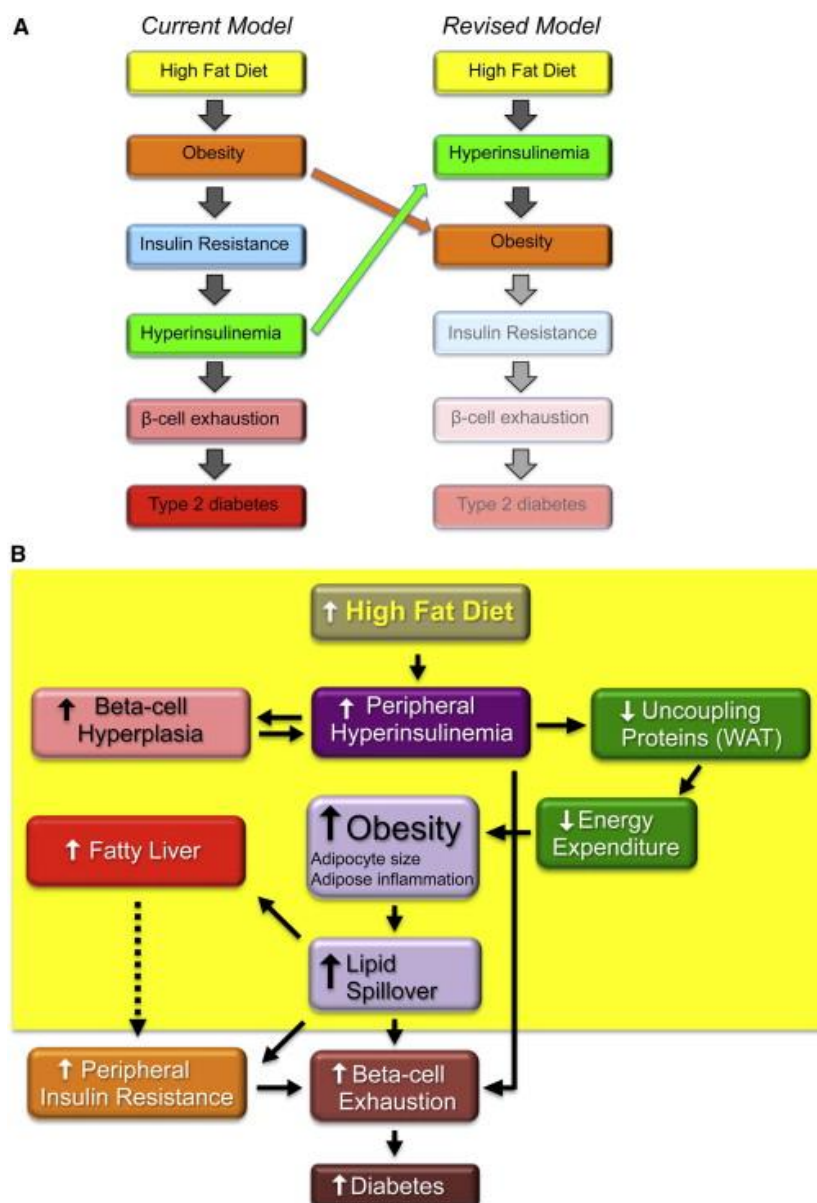 A
Current Model
Revised Model
High Fat Diet
High Fat Diet
Obesity
Hyperinsulinemia
Insulin Resistance
Obesity
Hyperinsulinemia
Insulin Resistance
β-cell exhaustion
β-cell exhaustion
Type 2 diabetes
Type 2 diabetes
B
↑ High Fat Diet
↑ Beta-cell
Hyperplasia
↑ Peripheral
Hyperinsulinemia
↓ Uncoupling
Proteins (WAT)
↑ Fatty Liver
↑ Obesity
Adipocyte size
Adipose inflammation
↓ Energy
Expenditure
↑ Lipid
Spillover
↑ Peripheral
Insulin Resistance
↑ Beta-cell
Exhaustion
↑ Diabetes